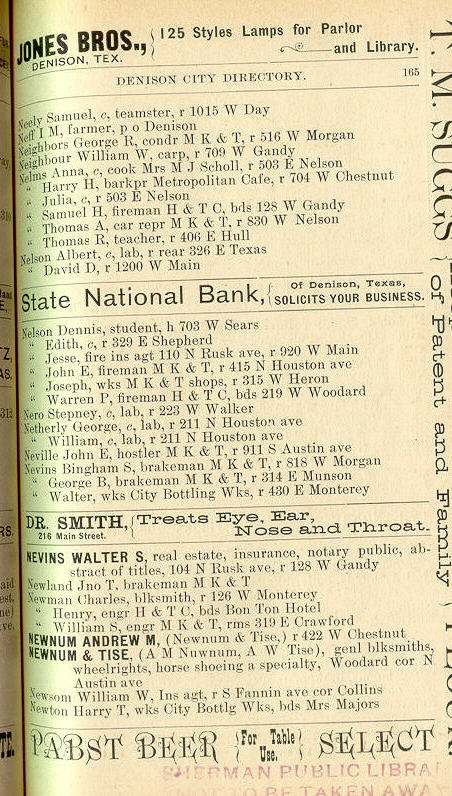 JONES BROS., { 125 Styles Lamps for Parlor
DENISON, TEX. and Library.
DENISON CITY DIRECTORY. 165
Neely Samuel, c, teamster, r 1015 W Day
Neff I M, farmer, p o Denison
Neighbors George R, condr M K & T, r 516 W Morgan
Neighbour William W, carp, r 709 W Gandy
Nelms Anna, c, cook Mrs M J Scholl, r 503 E Nelson
" Harry H, barkpr Metropolitan Cafe, r 704 W Chestnut
" Julia, c, r 503 E Nelson
" Samuel H, fireman H & T C, bds 128 W Gandy
" Thomas A, car repr M K & T, r 830 W Nelson
" Thomas R, teacher, r 406 E Hull
Nelson Albert, c, lab, r rear 326 E Texas
" David D, r 1200 W Main
State National Bank, { Of Denison, Texas,
SOLICITS YOUR BUSINESS.
Nelson Dennis, student, h 703 W Sears
" Edith, c, r 329 E Shepherd
" Jesse, fire ins agt 110 N Rusk ave, r 920 W Main
" John E, fireman M K & T, r 415 N Houston ave
" Joseph, wks M K & T shops, r 315 W Heron
" Warren P, fireman H & T C, bds 219 W Woodard
Nero Stepney, c, lab, r 223 W Walker
Netherly George, c, lab, r 211 N Houston ave
" William, c, lab, r 211 N Houston ave
Neville John E, hostler M K & T, r 911 S Austin ave
Nevins Bingham S, brakeman M K & T, r 818 W Morgan
" George B, brakeman M K & T, r 314 E Munson
" Walter, wks City Bottling Wks, r 430 E Monterey
DR. SMITH, { Treats Eye, Ear,
216 Main Street. Nose and Throat.
NEVINS WALTER S, real estate, insurance, notary public, ab-
stract of titles, 104 N Rusk ave, r 128 W Gandy
Newland Jno T, brakeman M K & T
Newman Charles, blksmith, r 126 W Monterey
" Henry, engr H & T C, bds Bon Ton Hotel
" William S, engr M K & T, rms 319 E Crawford
NEWNUM ANDREW M, (Newnum & Tise,) r 422 W Chestnut
NEWNUM & TISE, (A M Nuwnum, A W Tise), genl blksmiths,
wheelrights, horse shoeing a specialty, Woodard cor N
Austin ave
Newsom William W, Ins agt, r S Fannin ave cor Collins
Newton Harry T, wks City Bottlg Wks, bds Mrs Majors
PABST BEER { For Table Use. } SELECT
SHERMAN PUBLIC LIBRA
O BE TAKEN AWA
T. M. SUGGS
of Patent and Family